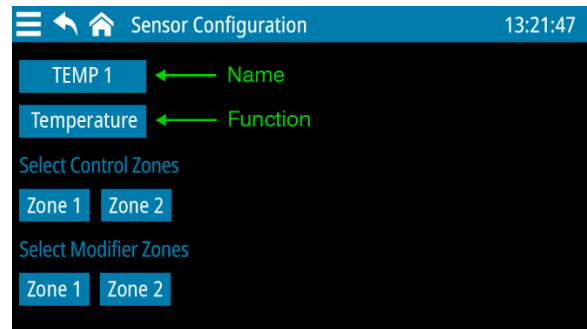 Sensor Configuration 13:21:47
TEMP 1 Name
Temperature Function
Select Control Zones
Zone 1 Zone 2
Select Modifier Zones
Zone 1 Zone 2